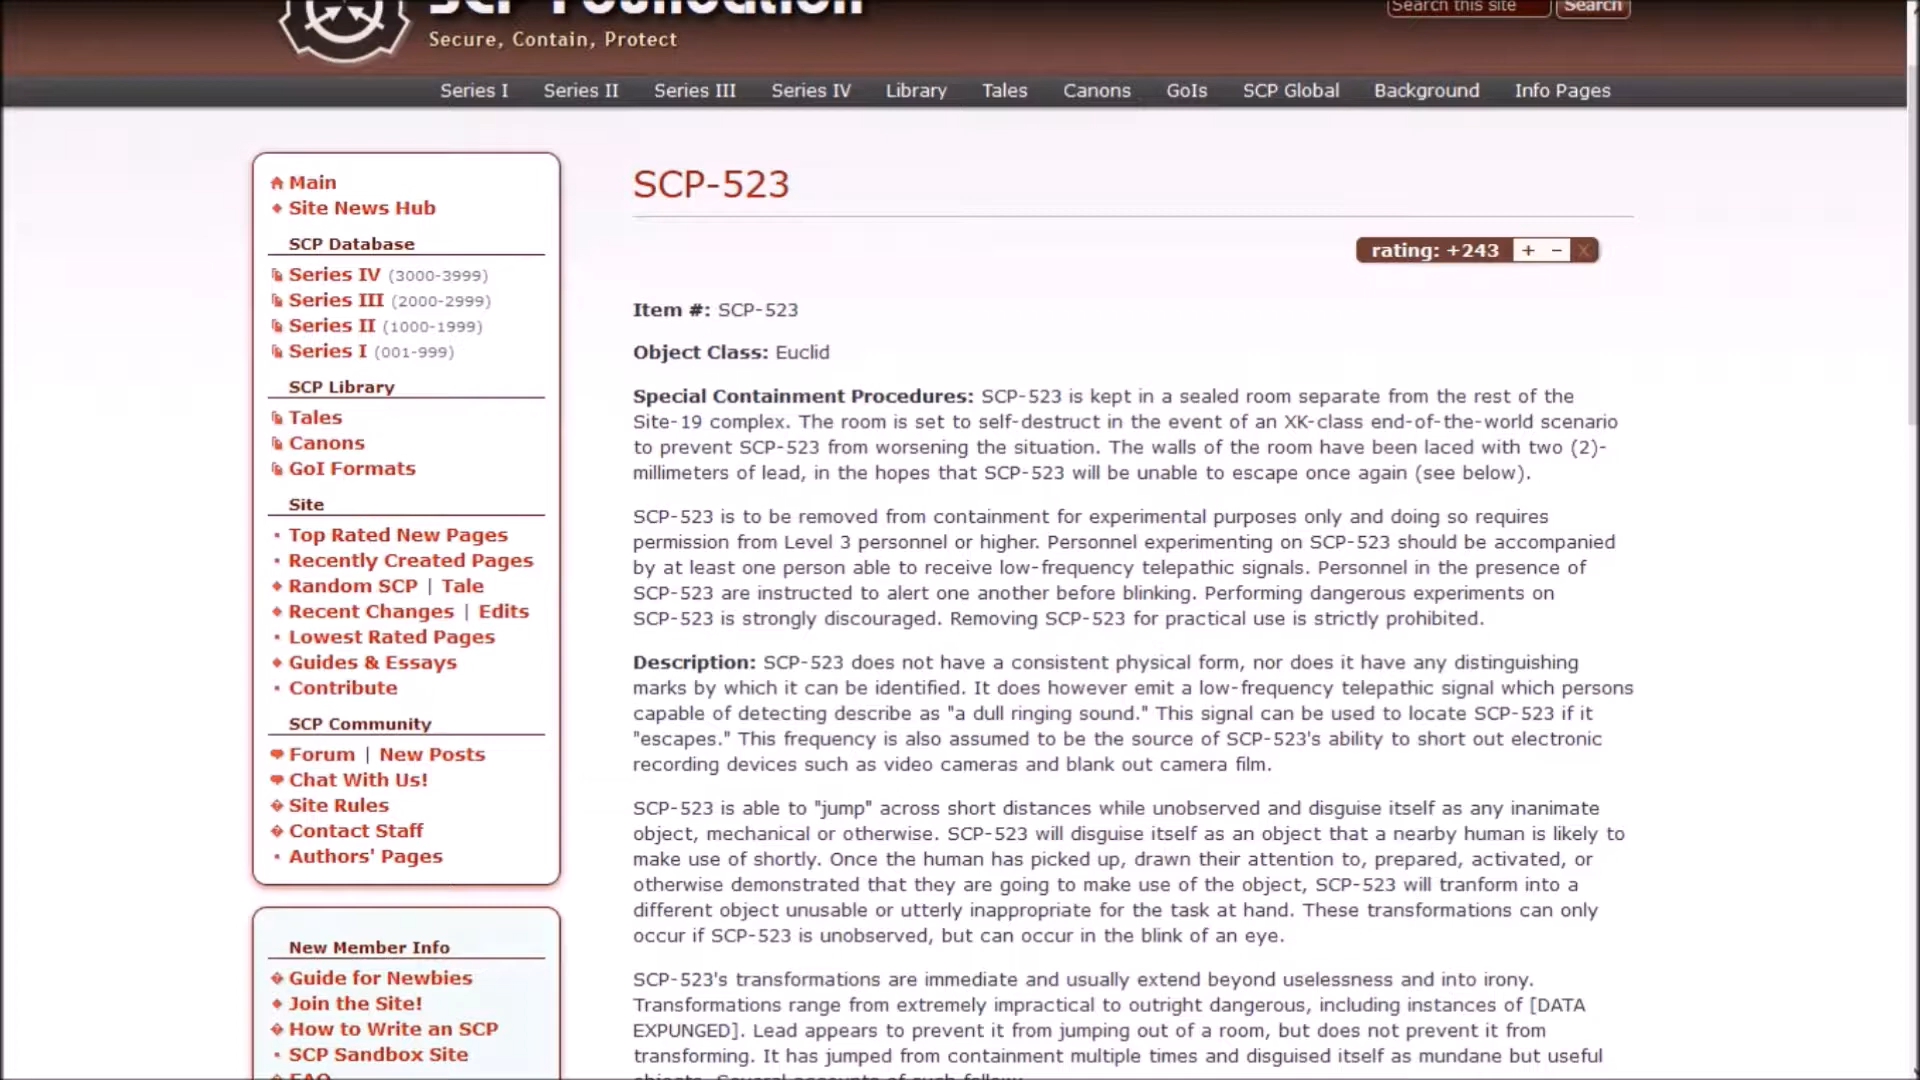 SCP Foundation
Search this site
Search
Secure, Contain, Protect
Series I
Series II
Series III
Series IV
Library
Tales
Canons
GoIs
SCP Global
Background
Info Pages
Main
Site News Hub
SCP Database
Series IV (3000-3999)
Series III (2000-2999)
Series II (1000-1999)
Series I (001-999)
SCP Library
Tales
Canons
GoI Formats
Site
Top Rated New Pages
Recently Created Pages
Random SCP | Tale
Recent Changes | Edits
Lowest Rated Pages
Guides & Essays
Contribute
SCP Community
Forum | New Posts
Chat With Us!
Site Rules
Contact Staff
Authors' Pages
New Member Info
Guide for Newbies
Join the Site!
How to Write an SCP
SCP Sandbox Site
FAQ
SCP-523
rating: +243 + − X
Item #: SCP-523
Object Class: Euclid
Special Containment Procedures: SCP-523 is kept in a sealed room separate from the rest of the
Site-19 complex. The room is set to self-destruct in the event of an XK-class end-of-the-world scenario
to prevent SCP-523 from worsening the situation. The walls of the room have been laced with two (2)-
millimeters of lead, in the hopes that SCP-523 will be unable to escape once again (see below).
SCP-523 is to be removed from containment for experimental purposes only and doing so requires
permission from Level 3 personnel or higher. Personnel experimenting on SCP-523 should be accompanied
by at least one person able to receive low-frequency telepathic signals. Personnel in the presence of
SCP-523 are instructed to alert one another before blinking. Performing dangerous experiments on
SCP-523 is strongly discouraged. Removing SCP-523 for practical use is strictly prohibited.
Description: SCP-523 does not have a consistent physical form, nor does it have any distinguishing
marks by which it can be identified. It does however emit a low-frequency telepathic signal which persons
capable of detecting describe as "a dull ringing sound." This signal can be used to locate SCP-523 if it
"escapes." This frequency is also assumed to be the source of SCP-523's ability to short out electronic
recording devices such as video cameras and blank out camera film.
SCP-523 is able to "jump" across short distances while unobserved and disguise itself as any inanimate
object, mechanical or otherwise. SCP-523 will disguise itself as an object that a nearby human is likely to
make use of shortly. Once the human has picked up, drawn their attention to, prepared, activated, or
otherwise demonstrated that they are going to make use of the object, SCP-523 will tranform into a
different object unusable or utterly inappropriate for the task at hand. These transformations can only
occur if SCP-523 is unobserved, but can occur in the blink of an eye.
SCP-523's transformations are immediate and usually extend beyond uselessness and into irony.
Transformations range from extremely impractical to outright dangerous, including instances of [DATA
EXPUNGED]. Lead appears to prevent it from jumping out of a room, but does not prevent it from
transforming. It has jumped from containment multiple times and disguised itself as mundane but useful
objects. Several accounts of such follow: